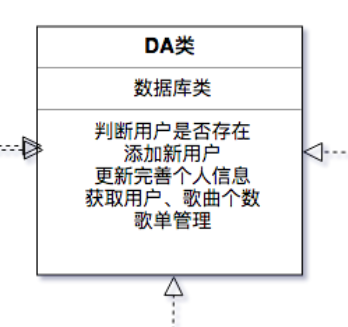 DA类
数据库类
判断用户是否存在
添加新用户
更新完善个人信息
获取用户、歌曲个数
歌单管理